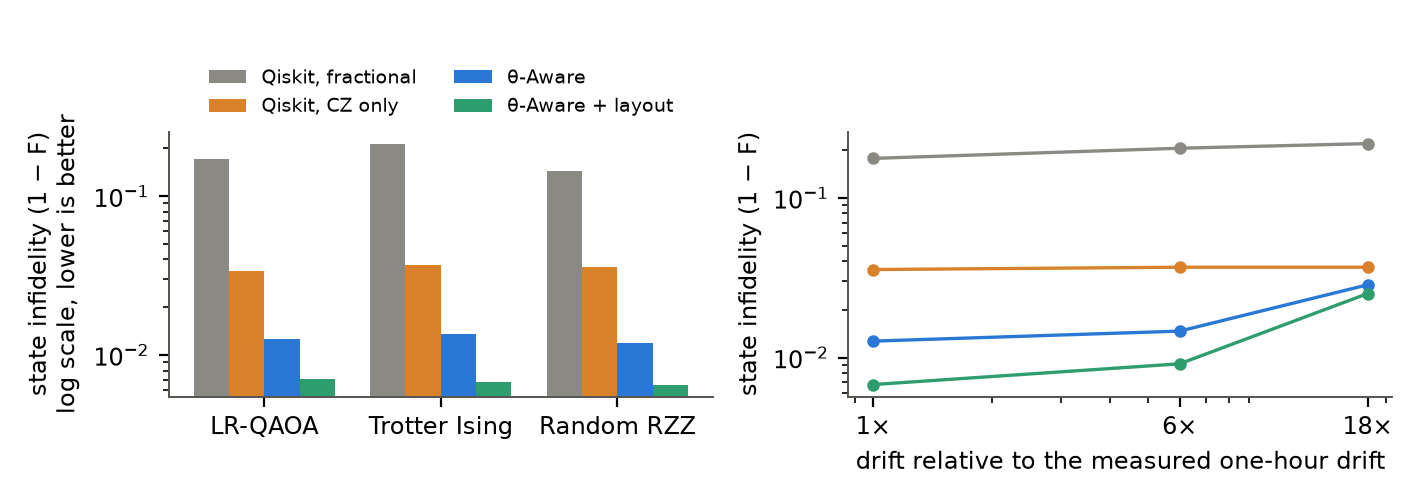 Qiskit, fractional
Qiskit, CZ only
θ-Aware
θ-Aware + layout
state infidelity (1 − F)
log scale, lower is better
10⁻¹
10⁻²
LR-QAOA
Trotter Ising
Random RZZ
state infidelity (1 − F)
10⁻¹
10⁻²
1×
6×
18×
drift relative to the measured one-hour drift